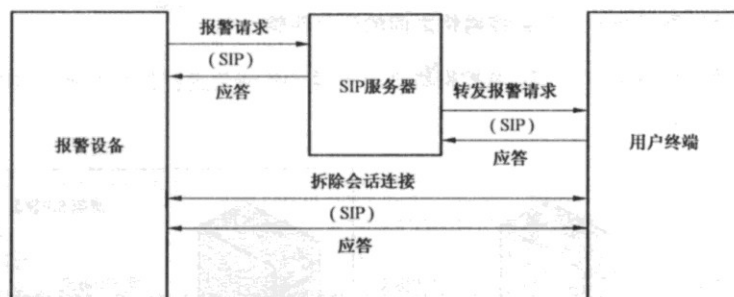 报警请求
(SIP)
应答
SIP服务器
转发报警请求
(SIP)
应答
报警设备
用户终端
拆除会话连接
(SIP)
应答